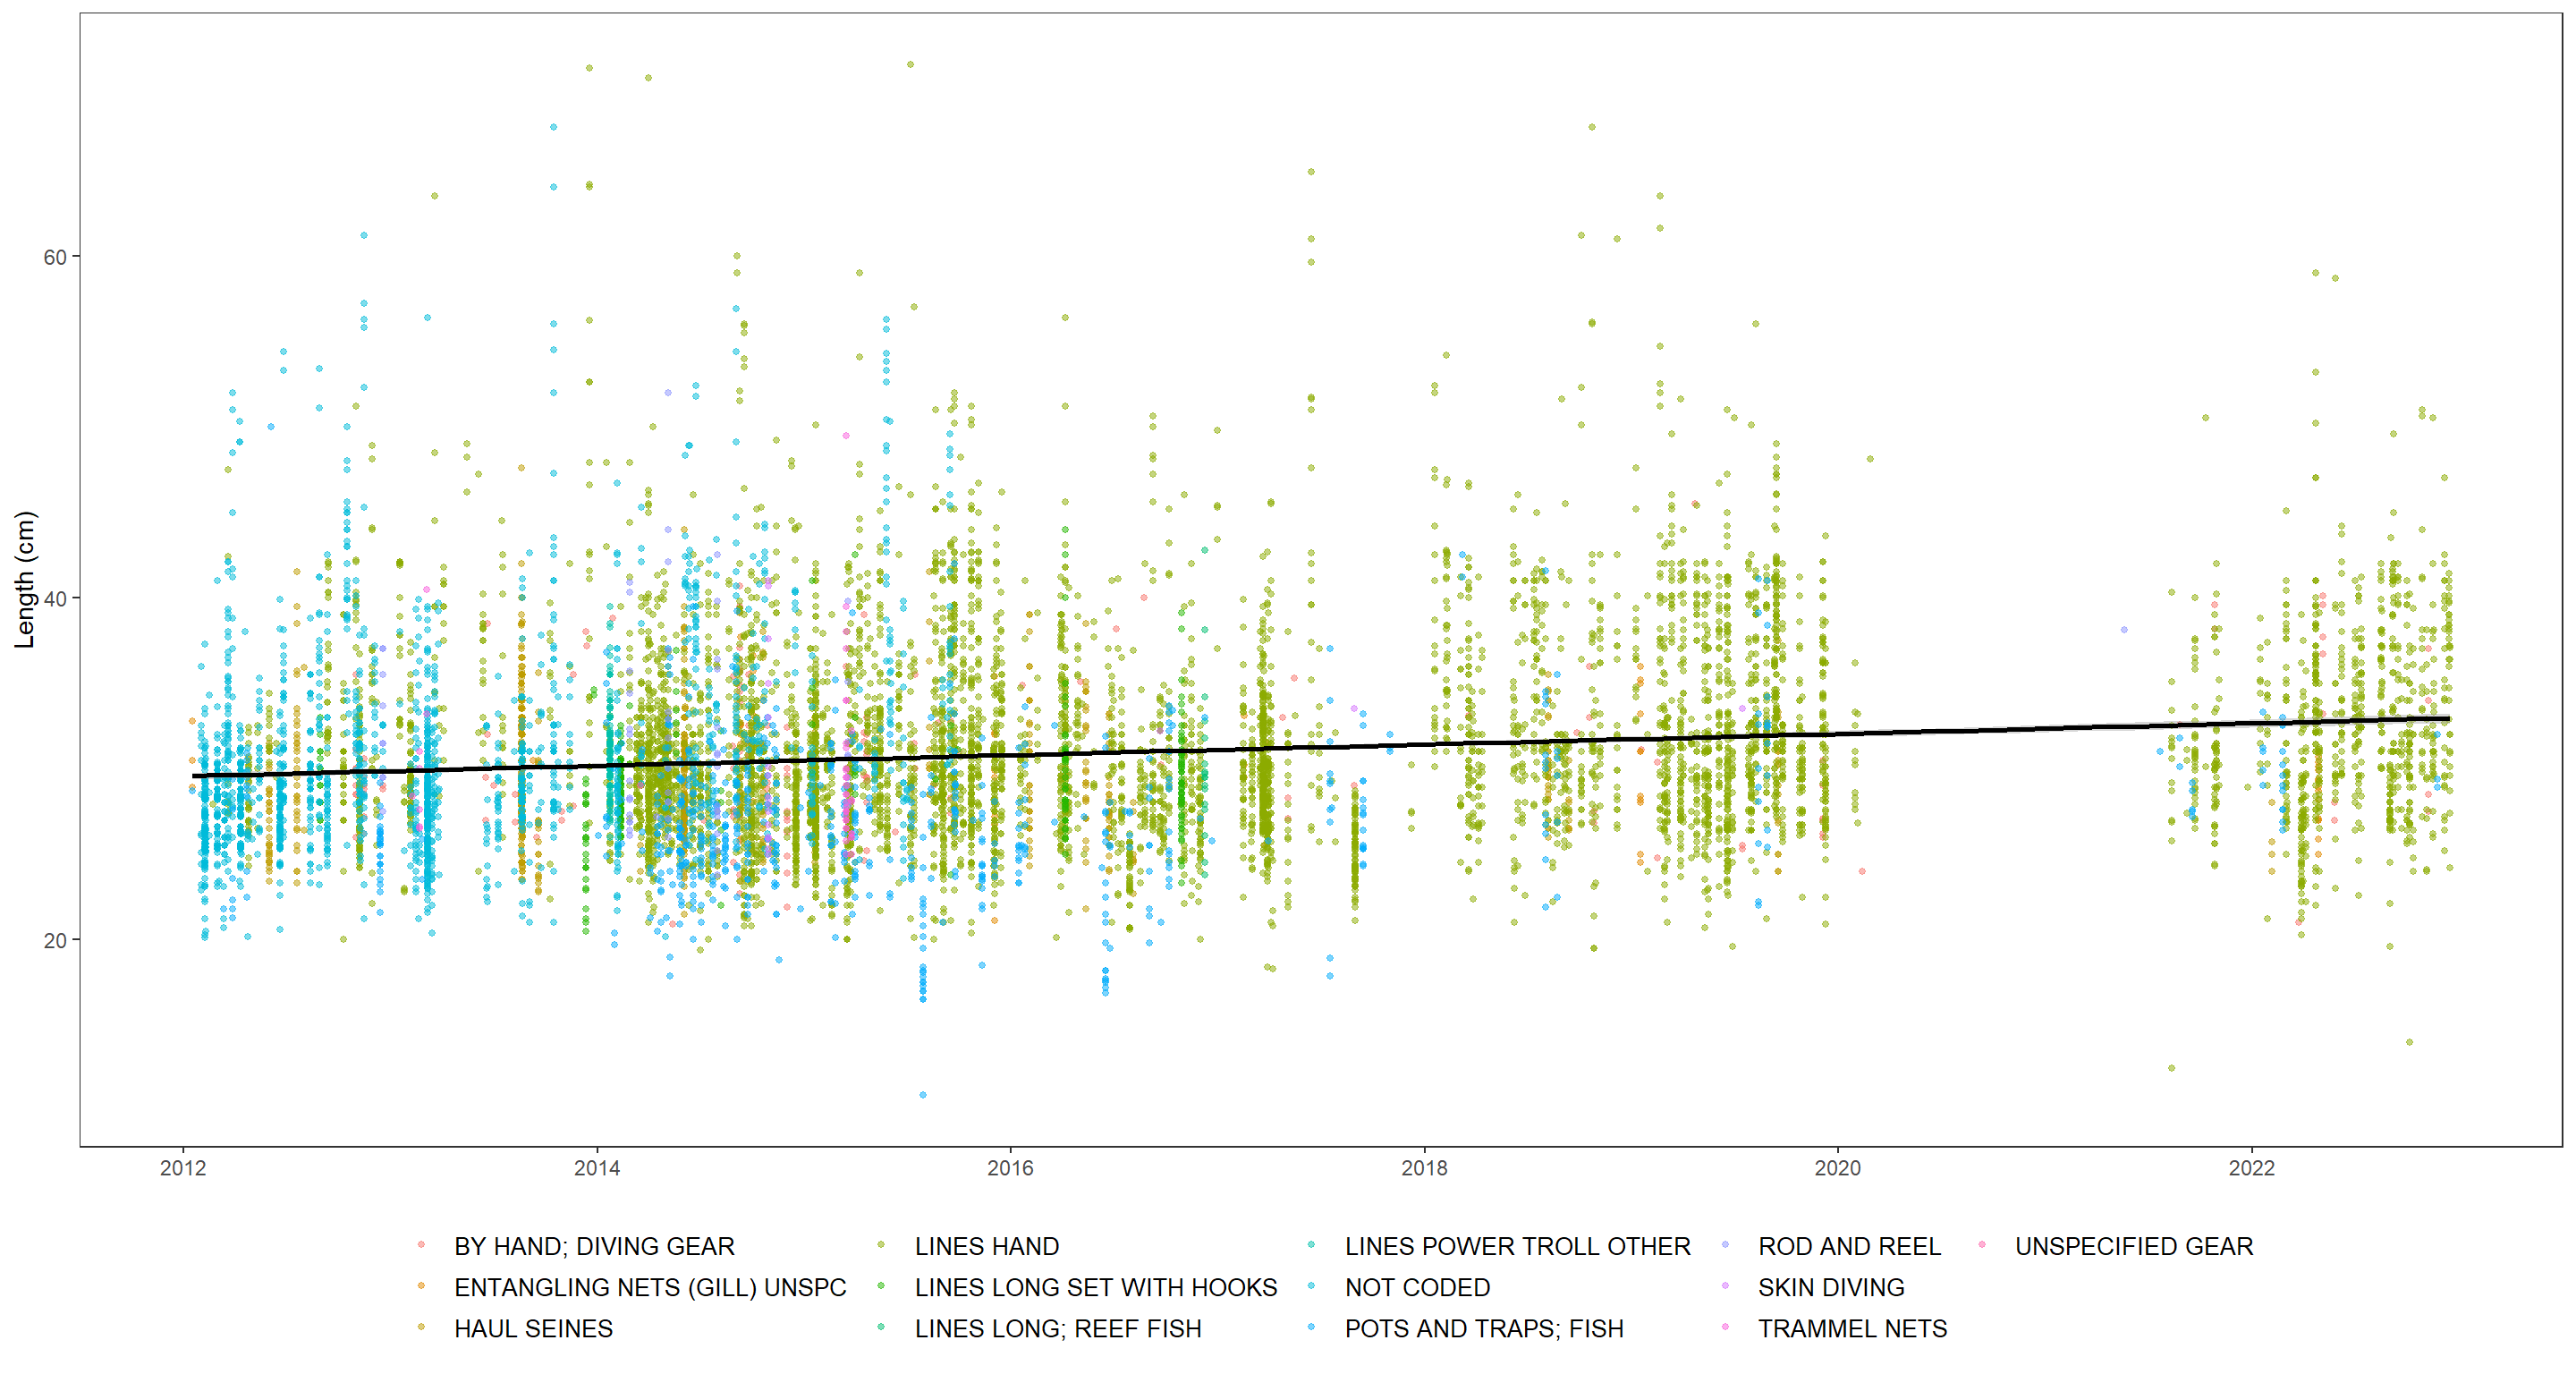 Length (cm)
60
40
20
2012 2014 2016 2018 2020 2022
BY HAND; DIVING GEAR LINES HAND LINES POWER TROLL OTHER ROD AND REEL UNSPECIFIED GEAR
ENTANGLING NETS (GILL) UNSPC LINES LONG SET WITH HOOKS NOT CODED SKIN DIVING
HAUL SEINES LINES LONG; REEF FISH POTS AND TRAPS; FISH TRAMMEL NETS